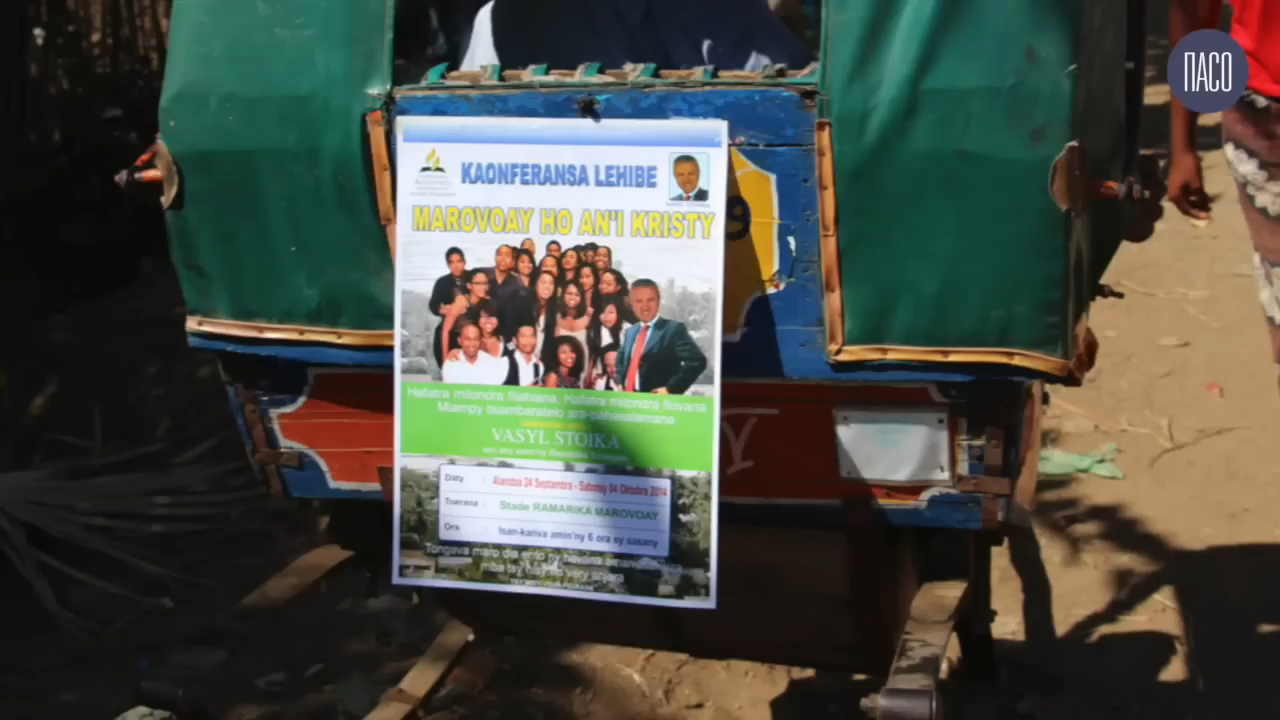 ПАСО
KAONFERANSA LEHIBE
MAROVOAY HO AN'I KRISTY
Hafatra mitondra fitahiana. Hafatra mitondra fiovana
Miampy tsiambaratelo ara-pahasalamana
VASYL STOIKA
Daty Alarobia 24 Septambra - Sabotsy 04 Oktobra 2014
Toerana Stade RAMARIKA MAROVOAY
Ora Isan-kariva amin'ny 6 ora sy sasany
Tongava maro dia ento ny havana